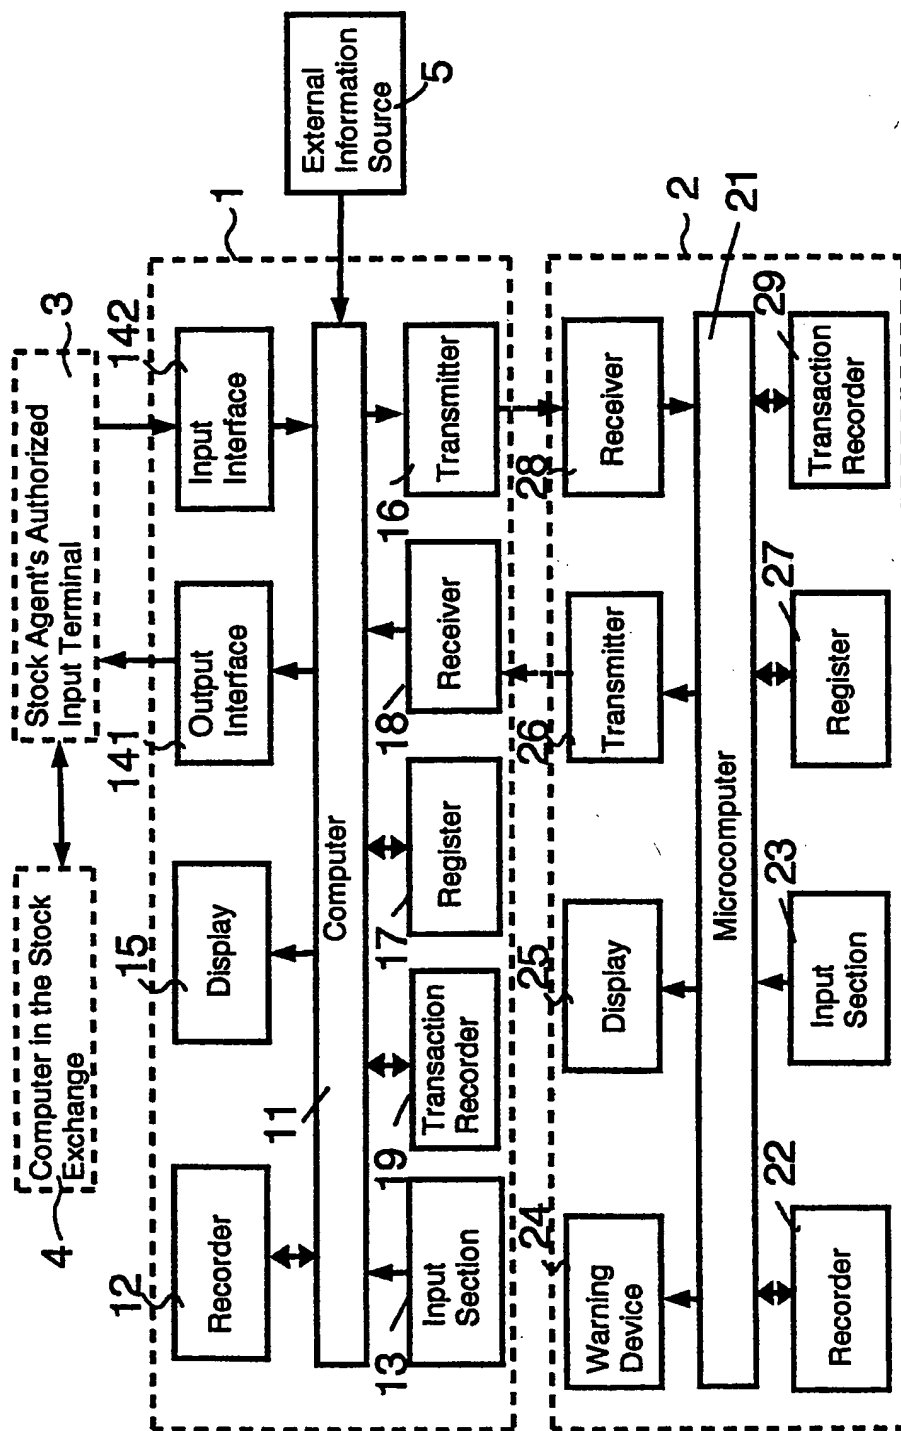 4
Computer in the Stock
Exchange
Stock Agent's Authorized
Input Terminal
3
12
Recorder
15
Display
141
Output
Interface
142
Input
Interface
1
11
Computer
External
Information
Source
5
13
Input
Section
19
Transaction
Recorder
17
Register
18
Receiver
16
Transmitter
24
Warning
Device
25
Display
26
Transmitter
28
Receiver
2
Microcomputer
21
22
Recorder
23
Input
Section
27
Register
29
Transaction
Recorder